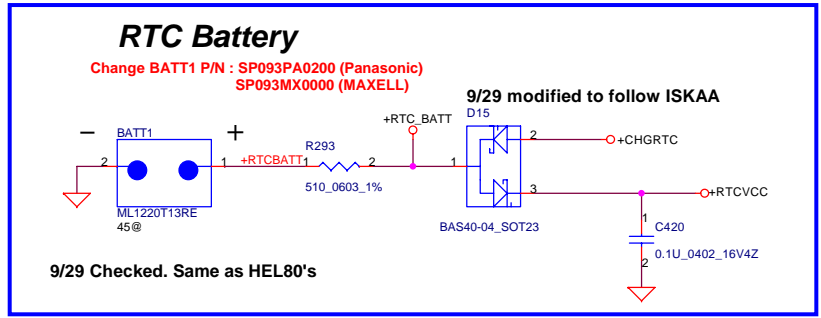 RTC Battery
Change BATT1 P/N : SP093PA0200 (Panasonic)
SP093MX0000 (MAXELL)
9/29 modified to follow ISKAA
− BATT1 +
+RTC_BATT
D15
R293
2 +CHGRTC
2 1 +RTCBATT 1 2 1
3 +RTCVCC
510_0603_1%
ML1220T13RE
45@
BAS40-04_SOT23
1
C420
0.1U_0402_16V4Z
2
9/29 Checked. Same as HEL80's